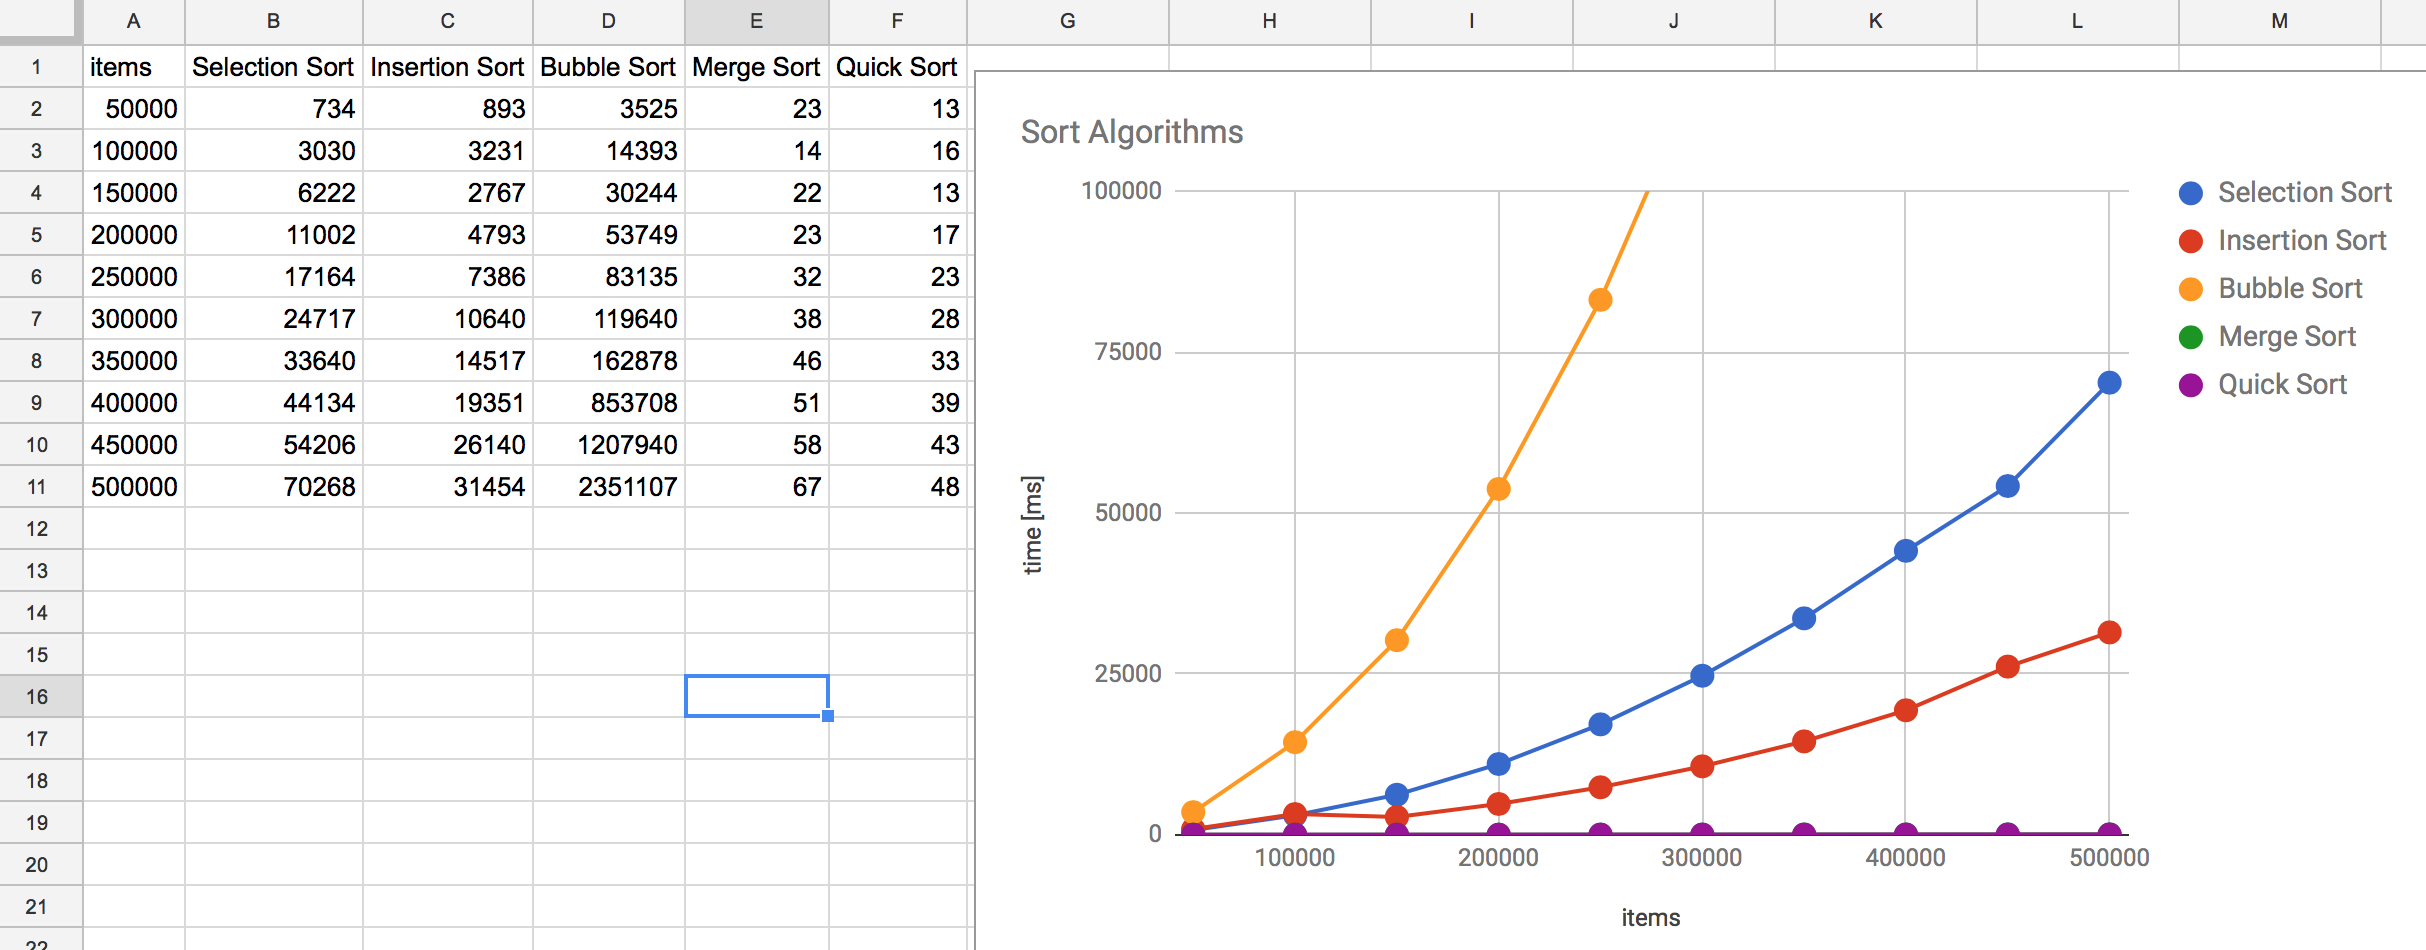 A B C D E F G H I J K L M
1 items Selection Sort Insertion Sort Bubble Sort Merge Sort Quick Sort
2 50000 734 893 3525 23 13
3 100000 3030 3231 14393 14 16
4 150000 6222 2767 30244 22 13
5 200000 11002 4793 53749 23 17
6 250000 17164 7386 83135 32 23
7 300000 24717 10640 119640 38 28
8 350000 33640 14517 162878 46 33
9 400000 44134 19351 853708 51 39
10 450000 54206 26140 1207940 58 43
11 500000 70268 31454 2351107 67 48
12
13
14
15
16
17
18
19
20
21
22
Sort Algorithms
100000
75000
50000
25000
0
time [ms]
100000 200000 300000 400000 500000
items
Selection Sort
Insertion Sort
Bubble Sort
Merge Sort
Quick Sort